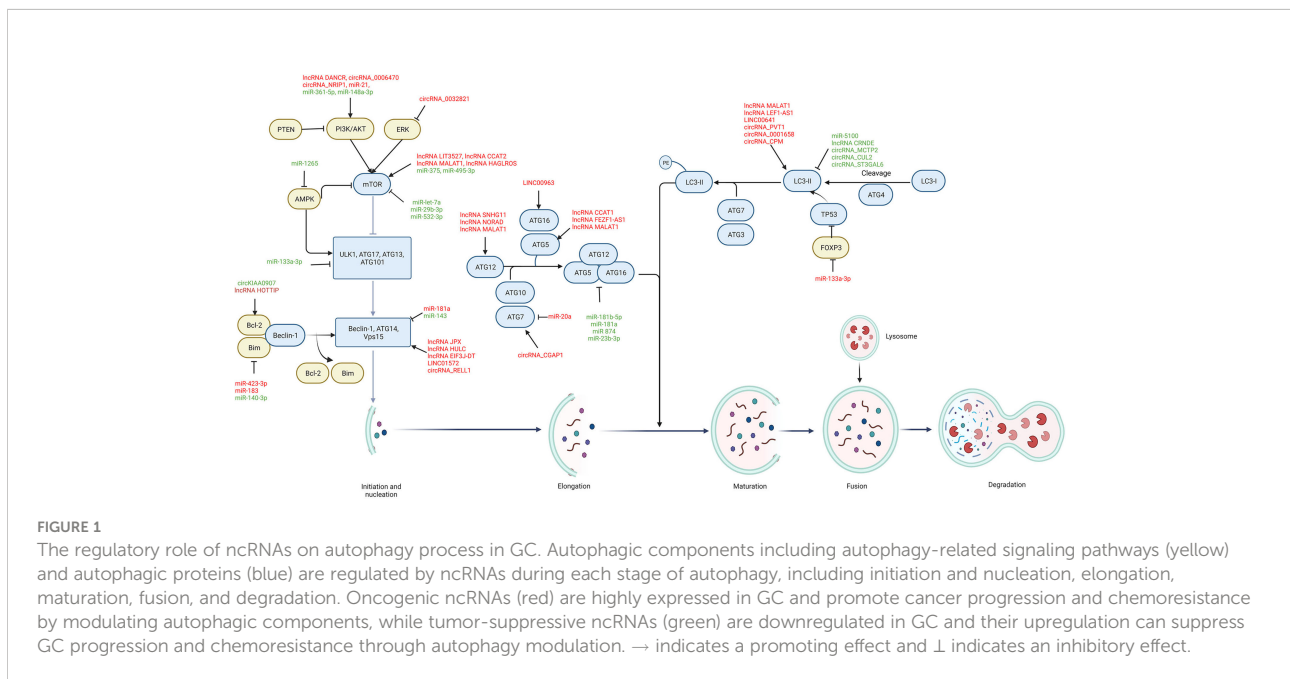 lncRNA DANCR, circRNA_0006470
circRNA_NRIP1, miR-21,
miR-361-5p, miR-148a-3p
circRNA_0032821
PTEN
PI3K/AKT
ERK
miR-1265
lncRNA LIT3527, lncRNA CCAT2
lncRNA MALAT1, lncRNA HAGLROS
miR-375, miR-495-3p
AMPK
mTOR
miR-let-7a
miR-29b-3p
miR-532-3p
miR-133a-3p
ULK1, ATG17, ATG13,
ATG101
circKIAA0907
lncRNA HOTTIP
Bcl-2
Beclin-1
Bim
miR-423-3p
miR-183
miR-140-3p
Bcl-2
Bim
miR-181a
miR-143
Beclin-1, ATG14,
Vps15
lncRNA JPX
lncRNA HULC
lncRNA EIF3J-DT
LINC01572
circRNA_RELL1
LINC00963
ATG16
lncRNA SNHG11
lncRNA NORAD
lncRNA MALAT1
ATG5
lncRNA CCAT1
lncRNA FEZF1-AS1
lncRNA MALAT1
ATG12
ATG12
ATG5
ATG16
ATG10
ATG7
miR-20a
circRNA_CGAP1
miR-181b-5p
miR-181a
miR 874
miR-23b-3p
PE
LC3-II
lncRNA MALAT1
lncRNA LEF1-AS1
LINC00641
circRNA_PVT1
circRNA_0001658
circRNA_CPM
miR-5100
lncRNA CRNDE
circRNA_MCTP2
circRNA_CUL2
circRNA_ST3GAL6
LC3-II
Cleavage
LC3-I
ATG4
ATG7
ATG3
TP53
FOXP3
miR-133a-3p
Lysosome
Initiation and
nucleation
Elongation
Maturation
Fusion
Degradation
FIGURE 1
The regulatory role of ncRNAs on autophagy process in GC. Autophagic components including autophagy-related signaling pathways (yellow)
and autophagic proteins (blue) are regulated by ncRNAs during each stage of autophagy, including initiation and nucleation, elongation,
maturation, fusion, and degradation. Oncogenic ncRNAs (red) are highly expressed in GC and promote cancer progression and chemoresistance
by modulating autophagic components, while tumor-suppressive ncRNAs (green) are downregulated in GC and their upregulation can suppress
GC progression and chemoresistance through autophagy modulation. → indicates a promoting effect and ⊥ indicates an inhibitory effect.